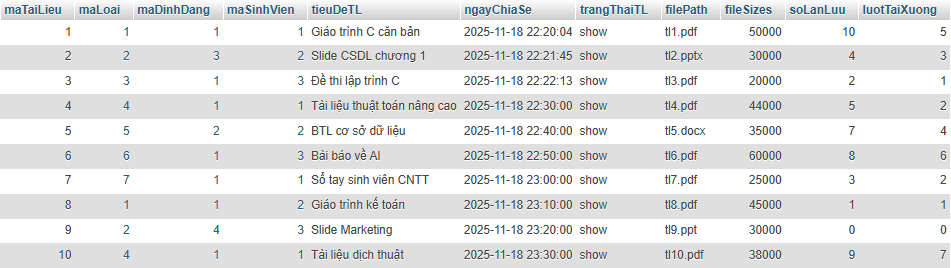 maTaiLieu maLoai maDinhDang maSinhVien tieuDeTL ngayChiaSe trangThaiTL filePath fileSizes soLanLuu luotTaiXuong
1 1 1 1 Giáo trình C căn bản 2025-11-18 22:20:04 show tl1.pdf 50000 10 5
2 2 3 2 Slide CSDL chương 1 2025-11-18 22:21:45 show tl2.pptx 30000 4 3
3 3 1 3 Đề thi lập trình C 2025-11-18 22:22:13 show tl3.pdf 20000 2 1
4 4 1 1 Tài liệu thuật toán nâng cao 2025-11-18 22:30:00 show tl4.pdf 44000 5 2
5 5 2 2 BTL cơ sở dữ liệu 2025-11-18 22:40:00 show tl5.docx 35000 7 4
6 6 1 3 Bài báo về AI 2025-11-18 22:50:00 show tl6.pdf 60000 8 6
7 7 1 1 Sổ tay sinh viên CNTT 2025-11-18 23:00:00 show tl7.pdf 25000 3 2
8 1 1 2 Giáo trình kế toán 2025-11-18 23:10:00 show tl8.pdf 45000 1 1
9 2 4 3 Slide Marketing 2025-11-18 23:20:00 show tl9.ppt 30000 0 0
10 4 1 1 Tài liệu dịch thuật 2025-11-18 23:30:00 show tl10.pdf 38000 9 7